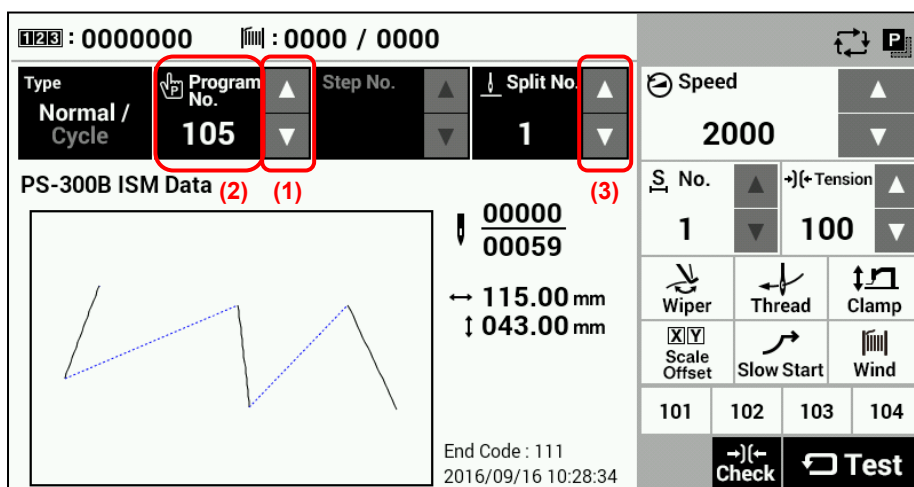 123 : 0000000 : 0000 / 0000
P
Type
Normal /
Cycle
P Program
No.
105
Step No.
Split No.
1
Speed
2000
PS-300B ISM Data
(2) (1) (3)
S No.
1
Tension
100
00000
00059
115.00 mm
043.00 mm
Wiper Thread Clamp
X Y
Scale
Offset
Slow Start Wind
101 102 103 104
End Code : 111
2016/09/16 10:28:34
Check
Test